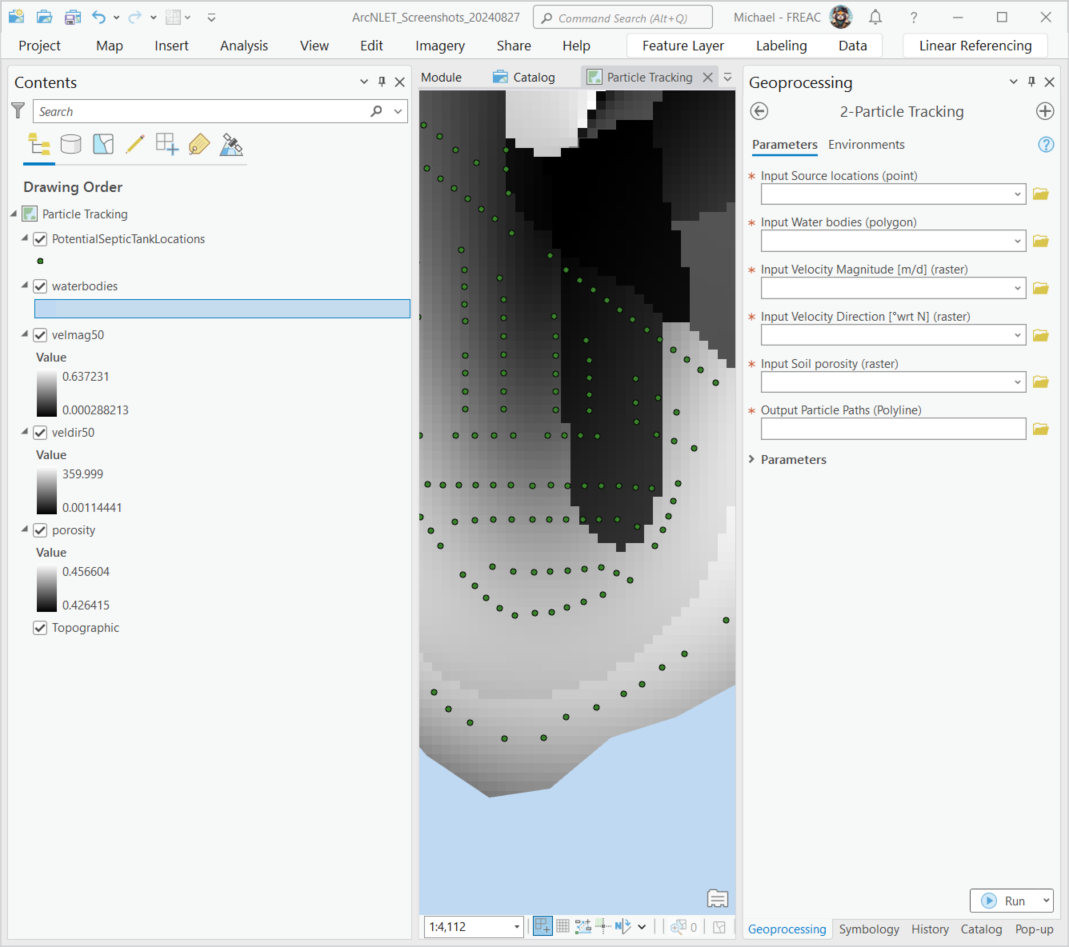 ArcNLET_Screenshots_20240827
Command Search (Alt+Q)
Michael - FREAC
?
Project Map Insert Analysis View Edit Imagery Share Help Feature Layer Labeling Data Linear Referencing
Contents
Search
Drawing Order
Particle Tracking
PotentialSepticTankLocations
waterbodies
velmag50
Value
0.637231
0.000288213
veldir50
Value
359.999
0.00114441
porosity
Value
0.456604
0.426415
Topographic
Module Catalog Particle Tracking
1:4,112
0
Geoprocessing
2-Particle Tracking
Parameters Environments
?
* Input Source locations (point)
* Input Water bodies (polygon)
* Input Velocity Magnitude [m/d] (raster)
* Input Velocity Direction [°wrt N] (raster)
* Input Soil porosity (raster)
* Output Particle Paths (Polyline)
Parameters
Run
Geoprocessing Symbology History Catalog Pop-up